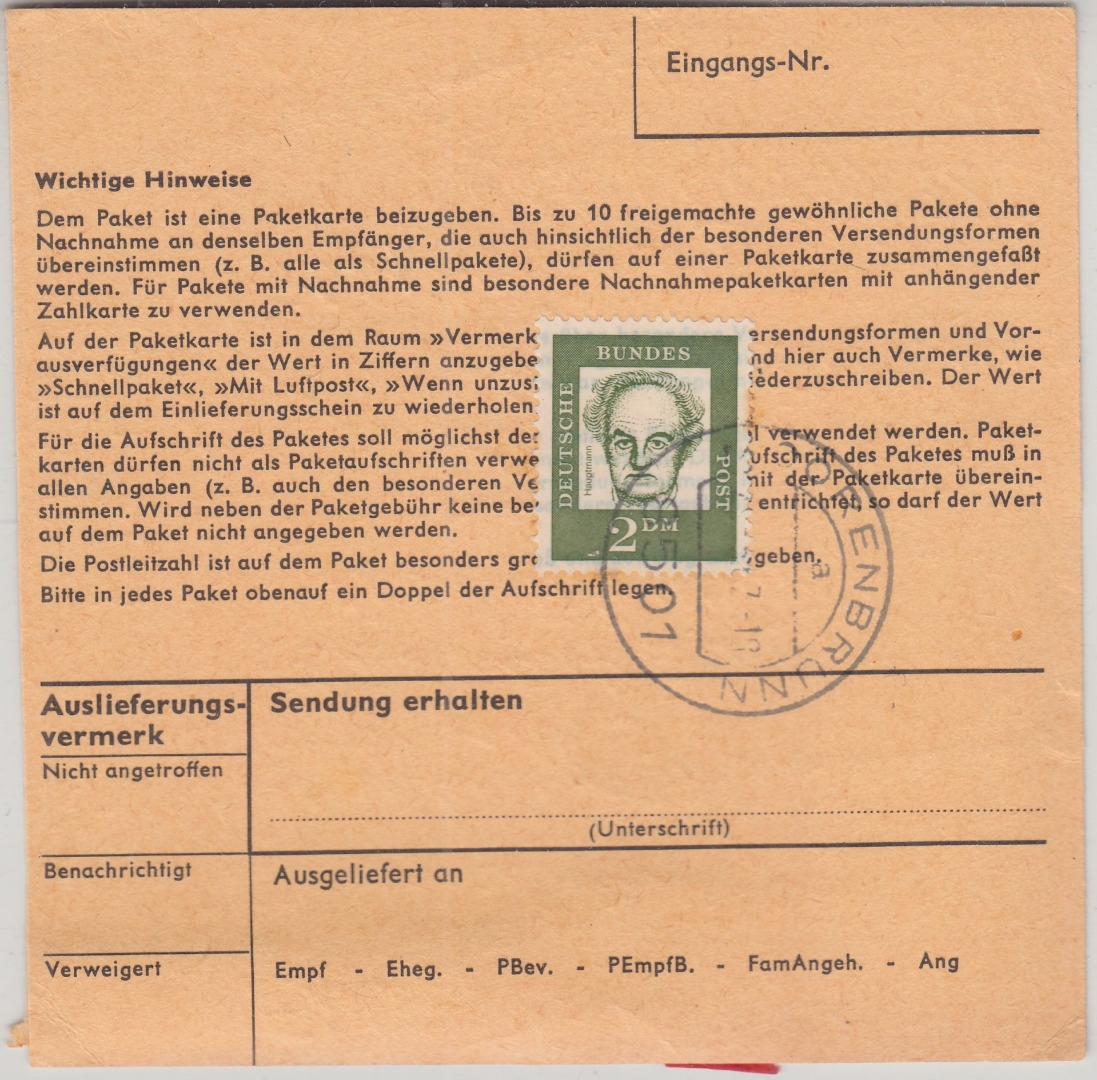 Eingangs-Nr.
Wichtige Hinweise
Dem Paket ist eine Paketkarte beizugeben. Bis zu 10 freigemachte gewöhnliche Pakete ohne
Nachnahme an denselben Empfänger, die auch hinsichtlich der besonderen Versendungsformen
übereinstimmen (z. B. alle als Schnellpakete), dürfen auf einer Paketkarte zusammengefaßt
werden. Für Pakete mit Nachnahme sind besondere Nachnahmepaketkarten mit anhängender
Zahlkarte zu verwenden.
Auf der Paketkarte ist in dem Raum »Vermerk ersendungsformen und Vor-
ausverfügungen« der Wert in Ziffern anzugebe nd hier auch Vermerke, wie
»Schnellpaket«, »Mit Luftpost«, »Wenn unzus iederzuschreiben. Der Wert
ist auf dem Einlieferungsschein zu wiederholen
Für die Aufschrift des Paketes soll möglichst de l verwendet werden. Paket-
karten dürfen nicht als Paketaufschriften verwe ufschrift des Paketes muß in
allen Angaben (z. B. auch den besonderen Ve mit der Paketkarte überein-
stimmen. Wird neben der Paketgebühr keine be entrichtet, so darf der Wert
auf dem Paket nicht angegeben werden.
Die Postleitzahl ist auf dem Paket besonders gr geben.
Bitte in jedes Paket obenauf ein Doppel der Aufschrift legen.
DEUTSCHE
BUNDES
POST
Hauptmann
2 DM
8501
OFENBRUNN
a
Auslieferungs-
vermerk
Sendung erhalten
Nicht angetroffen
(Unterschrift)
Benachrichtigt
Ausgeliefert an
Verweigert
Empf - Eheg. - PBev. - PEmpfB. - FamAngeh. - Ang